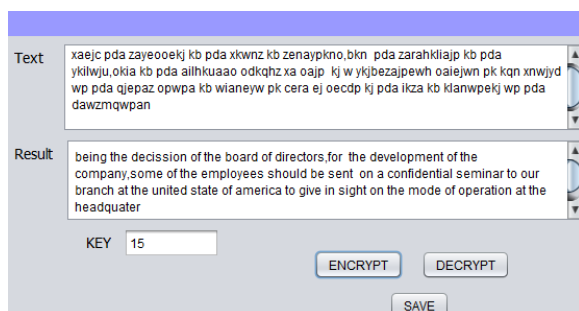 Text
xaejc pda zayeooekj kb pda xkwnz kb zenaypkno,bkn  pda zarahkliajp kb pda
ykilwju,okia kb pda ailhkuaao odkqhz xa oajp  kj w ykjbezajpewh oaiejwn pk kqn xnwjyd
wp pda qjepaz opwpa kb wianeyw pk cera ej oecdp kj pda ikza kb klanwpekj wp pda
dawzmqwpan
Result
being the decission of the board of directors,for  the development of the
company,some of the employees should be sent  on a confidential seminar to our
branch at the united state of america to give in sight on the mode of operation at the
headquater
KEY 15
ENCRYPT DECRYPT
SAVE